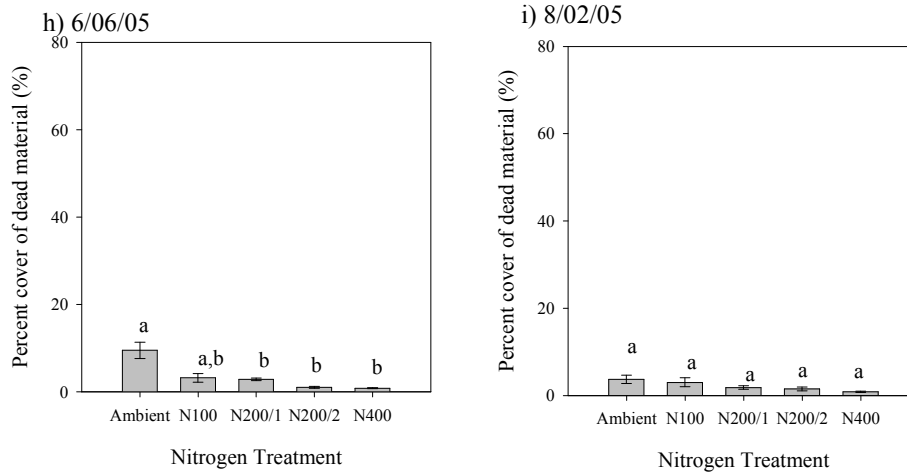 h) 6/06/05
Percent cover of dead material (%)
80
60
40
20
0
a
a,b
b
b
b
Ambient N100 N200/1 N200/2 N400
Nitrogen Treatment
i) 8/02/05
Percent cover of dead material (%)
80
60
40
20
0
a
a
a
a
a
Ambient N100 N200/1 N200/2 N400
Nitrogen Treatment